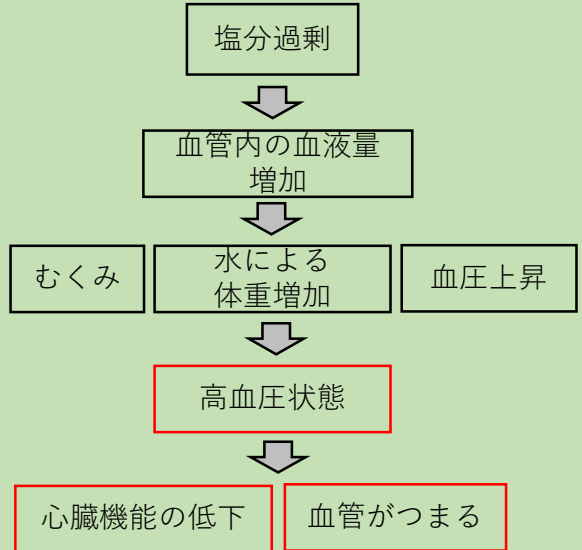 塩分過剰
血管内の血液量
増加
むくみ
水による
体重増加
血圧上昇
高血圧状態
心臓機能の低下
血管がつまる